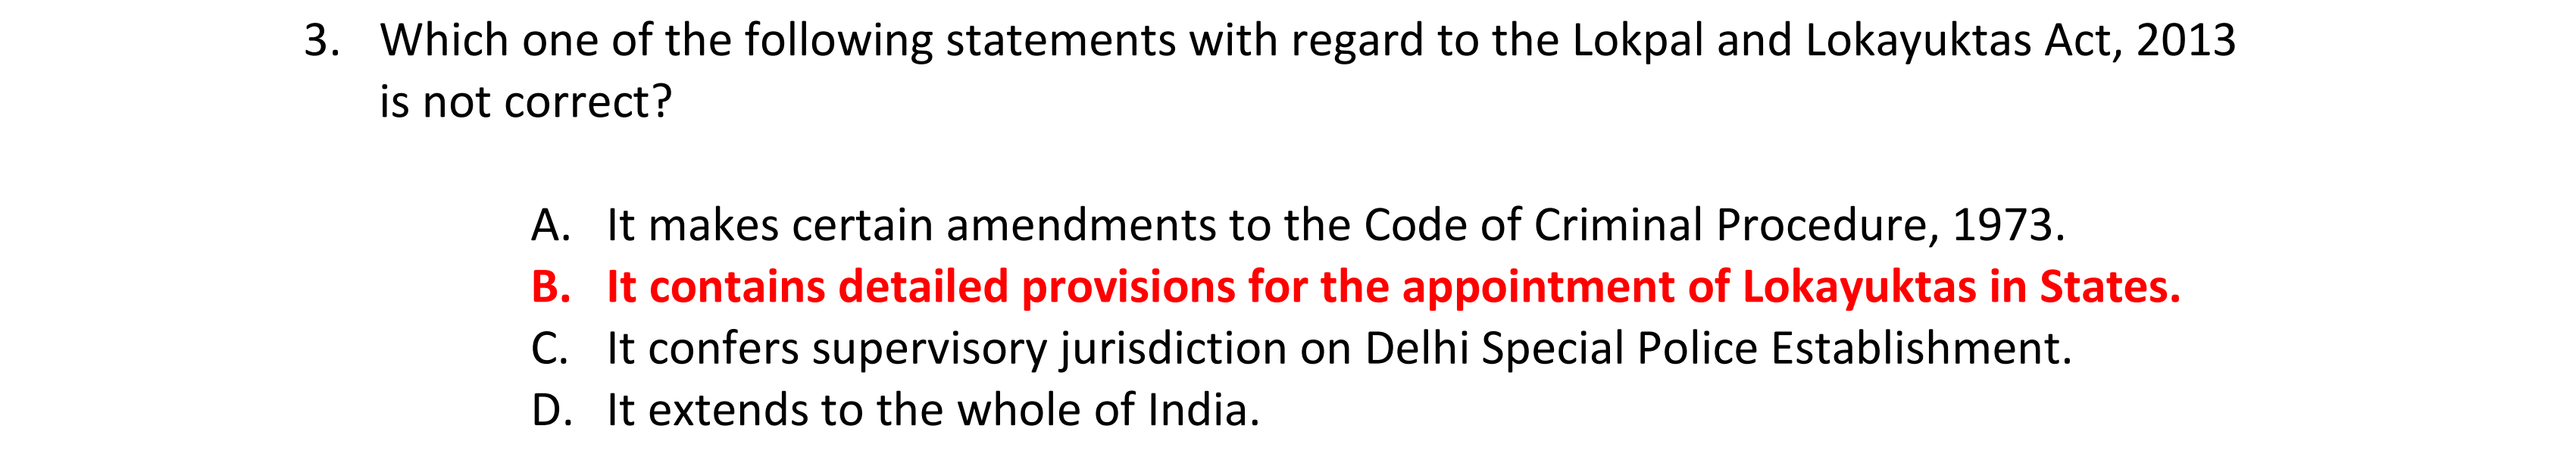 3. Which one of the following statements with regard to the Lokpal and Lokayuktas Act, 2013
is not correct?
A. It makes certain amendments to the Code of Criminal Procedure, 1973.
B. It contains detailed provisions for the appointment of Lokayuktas in States.
C. It confers supervisory jurisdiction on Delhi Special Police Establishment.
D. It extends to the whole of India.